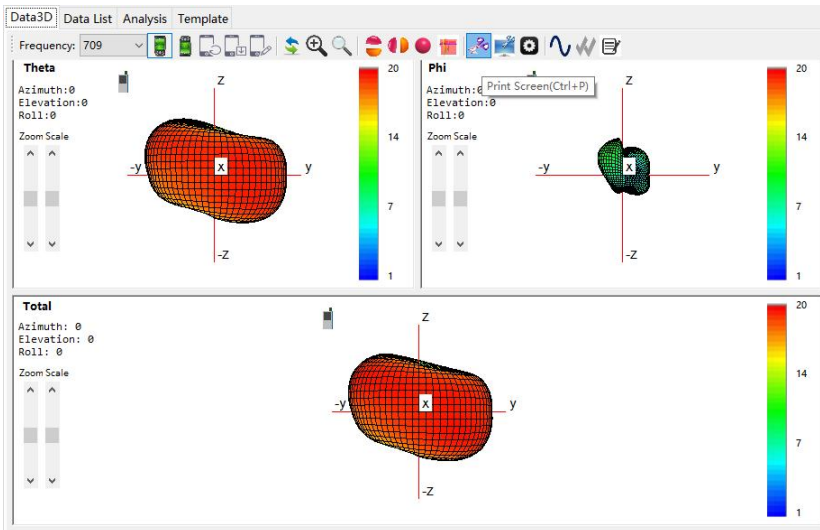 Data3D Data List Analysis Template
Frequency: 709
Theta
Azimuth:0
Elevation:0
Roll:0
Zoom Scale
Z
-y
x
y
-Z
20
14
7
1
Phi
Print Screen(Ctrl+P)
Azimuth:0
Elevation:0
Roll:0
Zoom Scale
Z
-y
x
y
-Z
20
14
7
1
Total
Azimuth: 0
Elevation: 0
Roll: 0
Zoom Scale
Z
-y
x
y
-Z
20
14
7
1